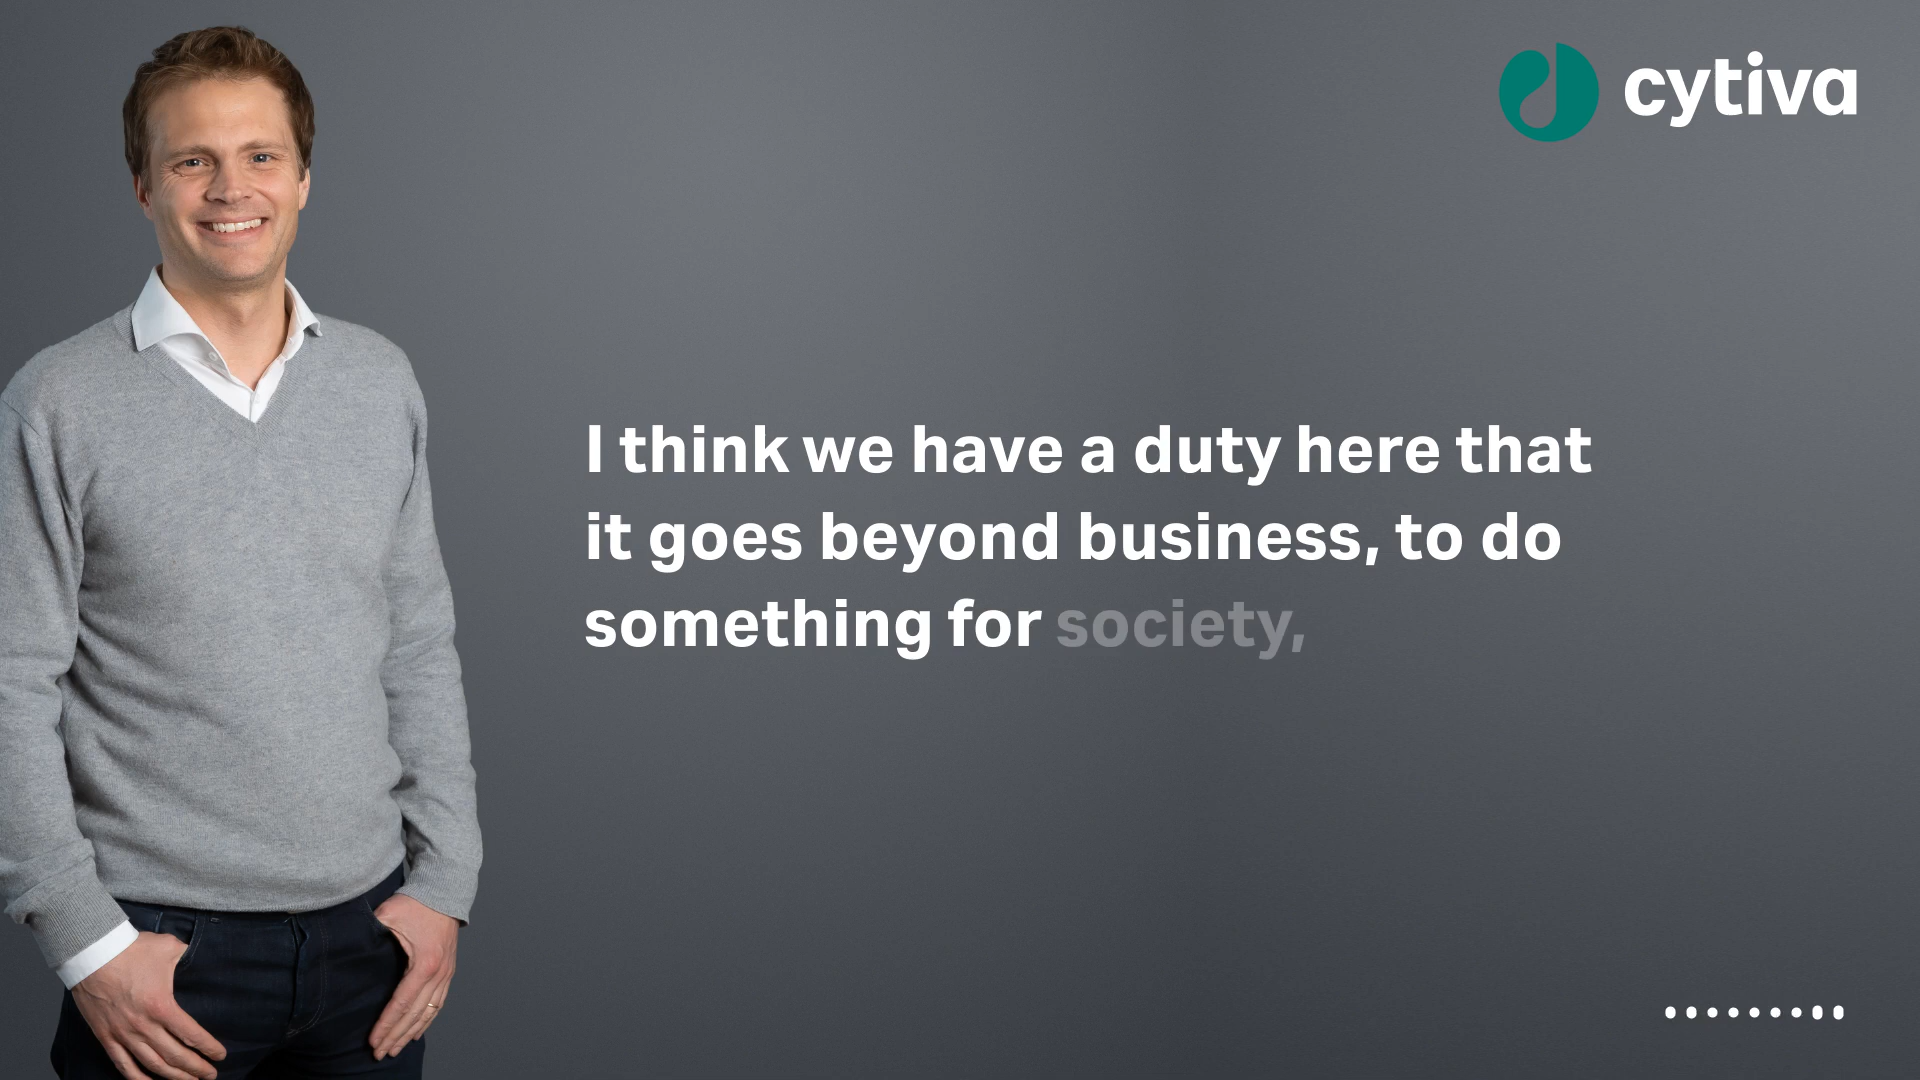 cytiva
I think we have a duty here that
it goes beyond business, to do
something for society,